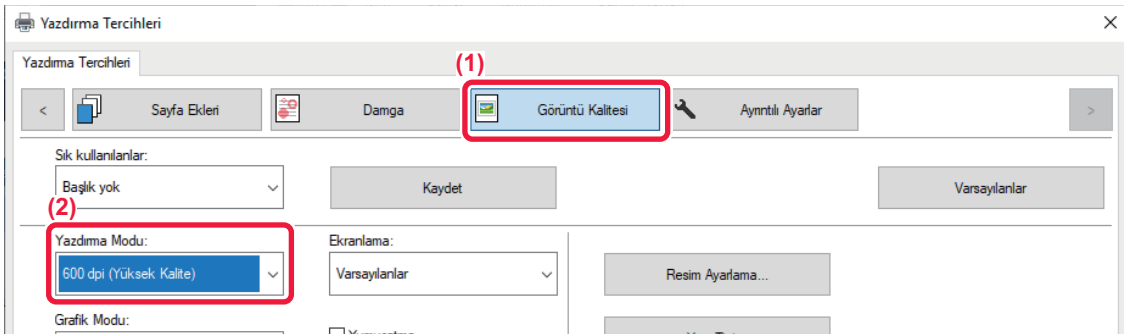 Yazdırma Tercihleri
Yazdırma Tercihleri
(1)
< Sayfa Ekleri Damga Görüntü Kalitesi Ayrıntılı Ayarlar >
Sık kullanılanlar:
Başlık yok Kaydet Varsayılanlar
(2)
Yazdırma Modu: Ekranlama:
600 dpi (Yüksek Kalite) Varsayılanlar Resim Ayarlama...
Grafik Modu: